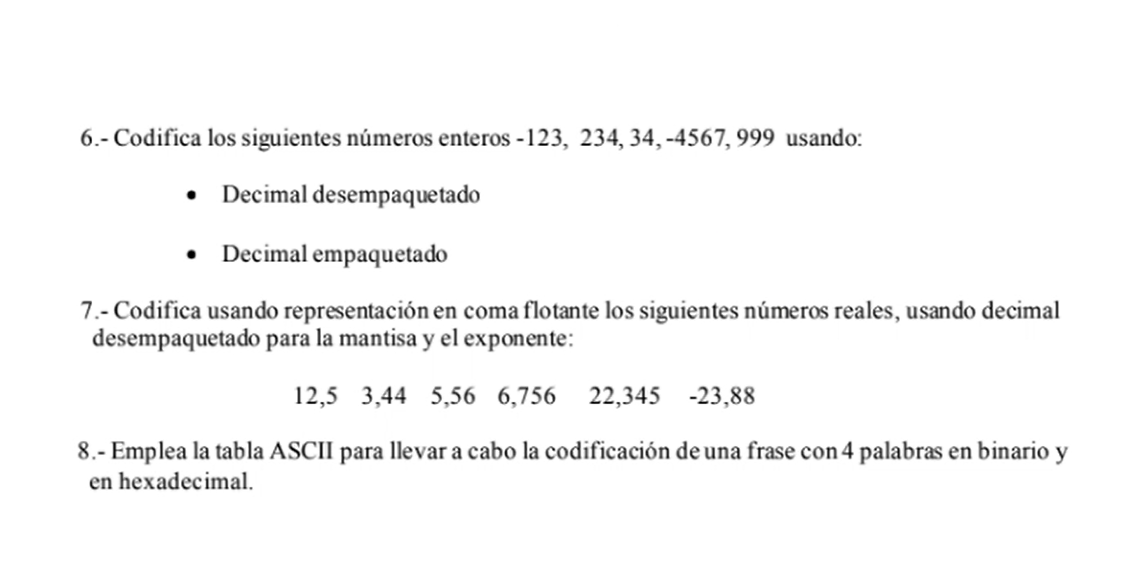 6.- Codifica los siguientes números enteros -123, 234, 34, -4567, 999 usando:
• Decimal desempaquetado
• Decimal empaquetado
7.- Codifica usando representación en coma flotante los siguientes números reales, usando decimal
desempaquetado para la mantisa y el exponente:
12,5 3,44 5,56 6,756 22,345 -23,88
8.- Emplea la tabla ASCII para llevar a cabo la codificación de una frase con 4 palabras en binario y
en hexadecimal.